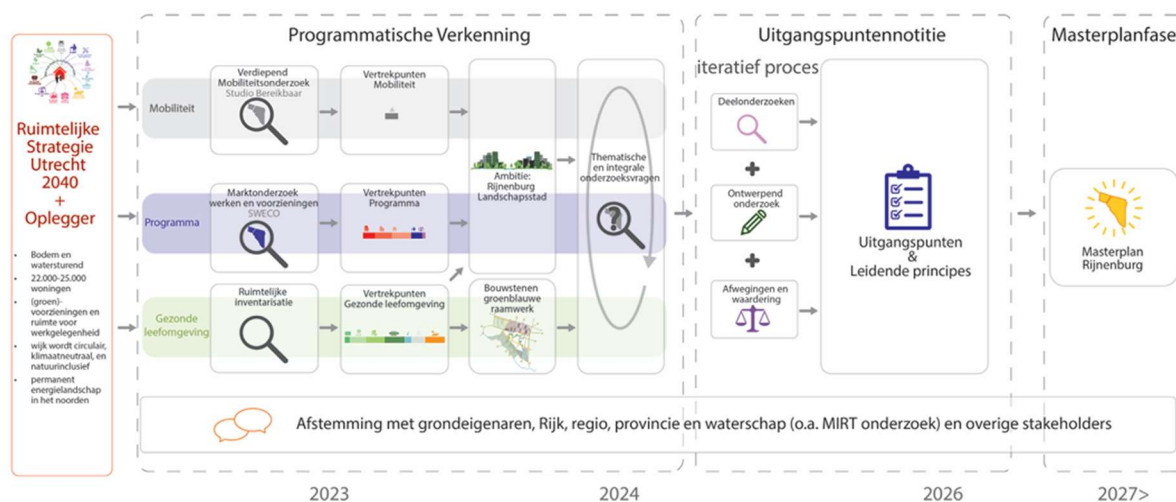 Ruimtelijke
Strategie
Utrecht
2040
+
Oplegger
• Bodem en
watersturend
• 22.000-25.000
woningen
• (groen)-
voorzieningen en
ruimte voor
werkgelegenheid
• wijk wordt circulair,
klimaatneutraal, en
natuurinclusief
• permanent
energielandschap
in het noorden
Programmatische Verkenning
Mobiliteit
Verdiepend
Mobiliteitsonderzoek
Studio Bereikbaar
Vertrekpunten
Mobiliteit
Programma
Marktonderzoek
werken en voorzieningen
SWECO
Vertrekpunten
Programma
Gezonde
leefomgeving
Ruimtelijke
inventarisatie
Vertrekpunten
Gezonde leefomgeving
Ambitie:
Rijnenburg
Landschapsstad
Bouwstenen
groenblauwe
raamwerk
Thematische
en integrale
onderzoeksvragen
?
Uitgangspuntennotitie
iteratief proces
Deelonderzoeken
+
Ontwerpend
onderzoek
+
Afwegingen en
waardering
Uitgangspunten
&
Leidende principes
Masterplanfase
Masterplan
Rijnenburg
Afstemming met grondeigenaren, Rijk, regio, provincie en waterschap (o.a. MIRT onderzoek) en overige stakeholders
2023
2024
2026
2027>